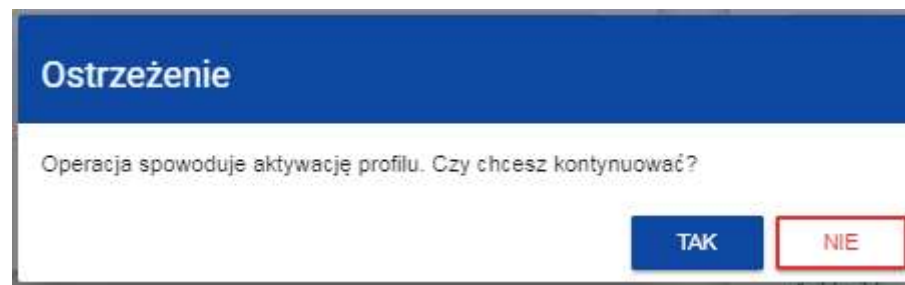 Ostrzeżenie
Operacja spowoduje aktywację profilu. Czy chcesz kontynuować?
TAK NIE